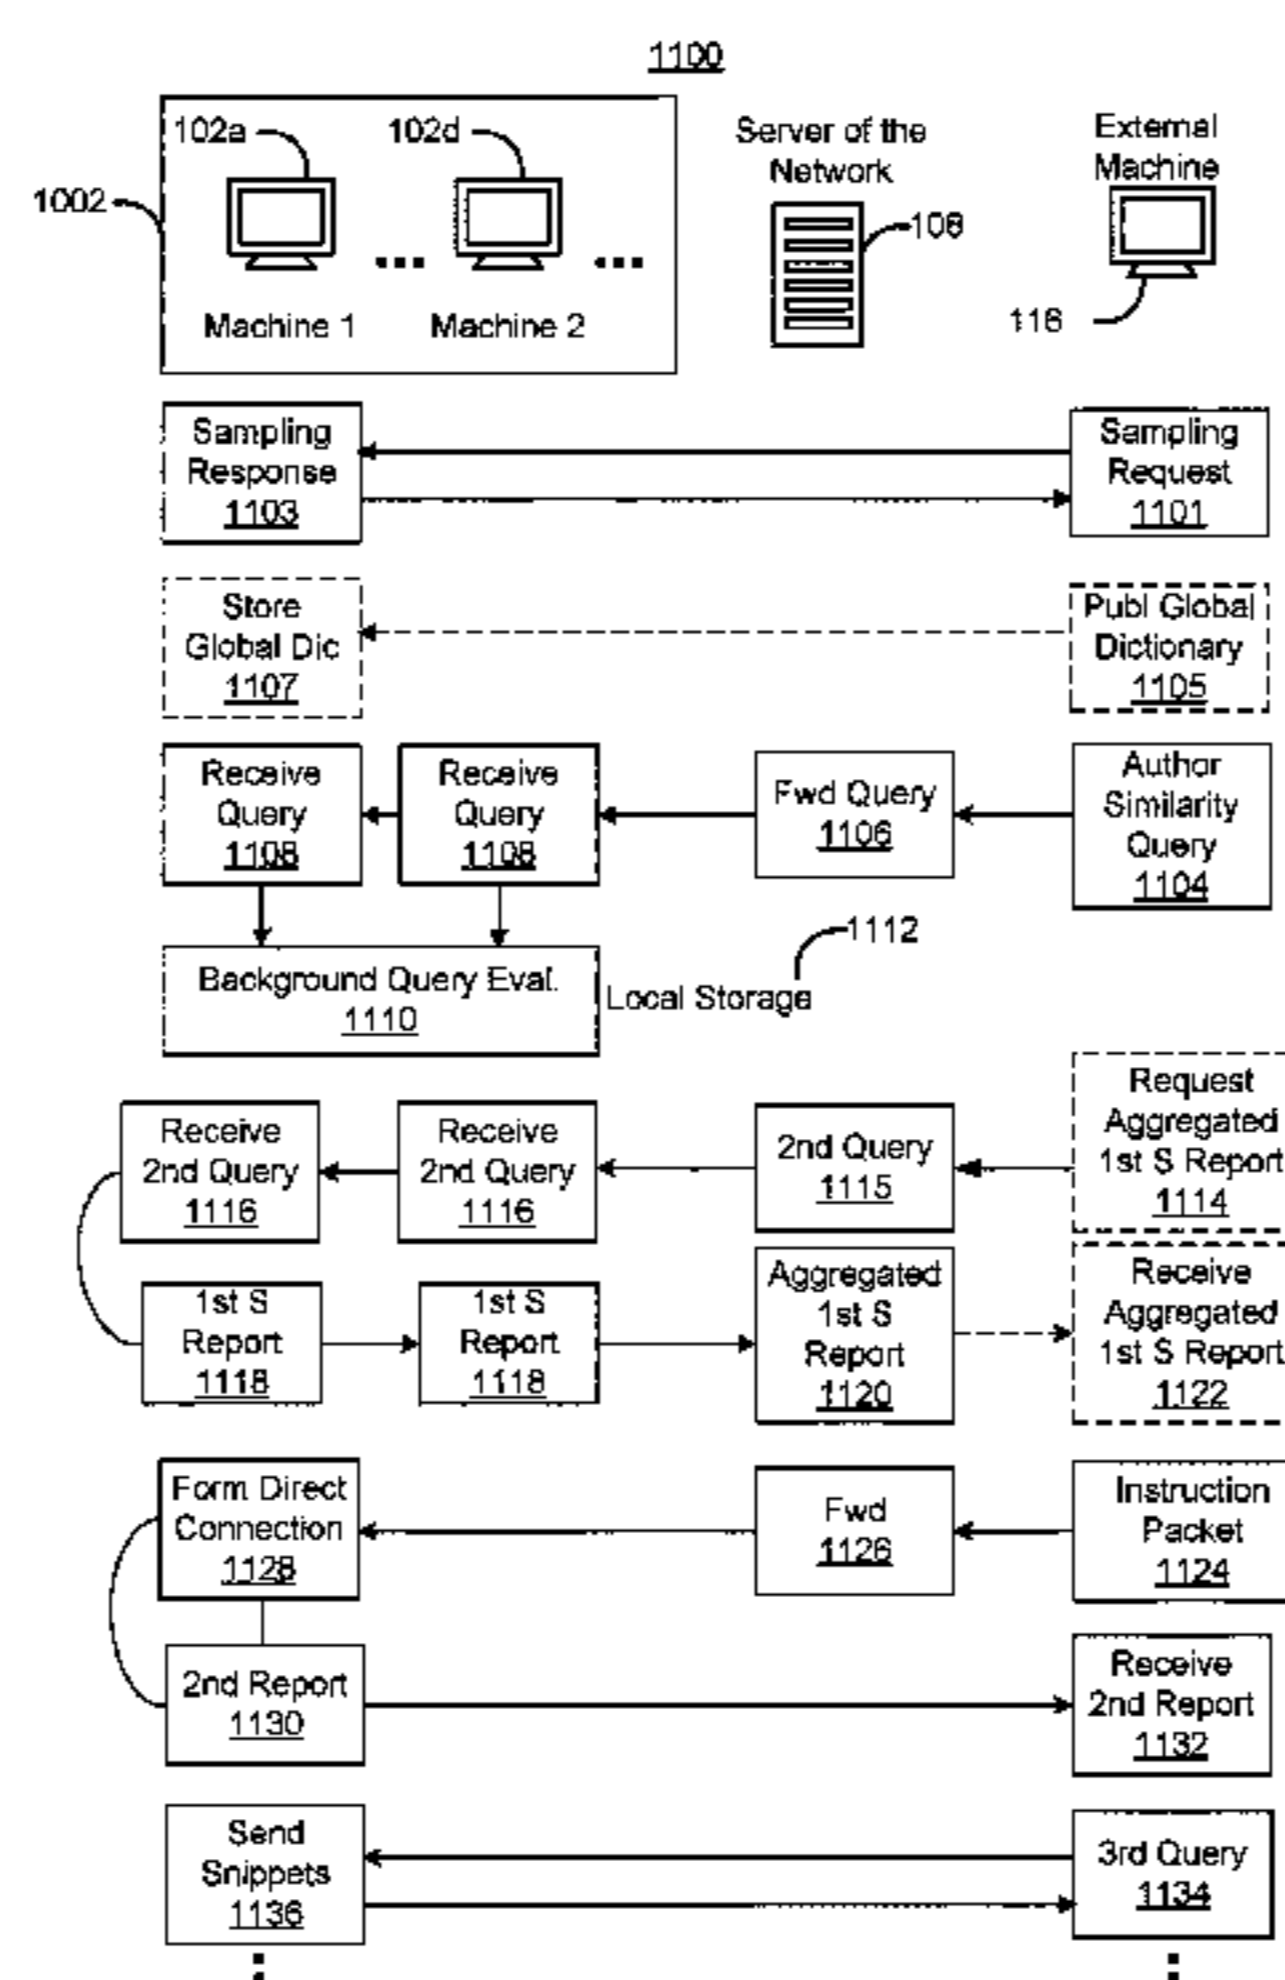 1100
102a
102d
Server of the
Network
External
Machine
1002
108
116
Machine 1
Machine 2
Sampling
Response
1103
Sampling
Request
1101
Store
Global Dic
1107
Publ Global
Dictionary
1105
Receive
Query
1108
Receive
Query
1108
Fwd Query
1106
Author
Similarity
Query
1104
1112
Background Query Eval.
1110
Local Storage
Receive
2nd Query
1116
Receive
2nd Query
1116
2nd Query
1115
Request
Aggregated
1st S Report
1114
1st S
Report
1118
1st S
Report
1118
Aggregated
1st S
Report
1120
Receive
Aggregated
1st S Report
1122
Form Direct
Connection
1128
Fwd
1126
Instruction
Packet
1124
2nd Report
1130
Receive
2nd Report
1132
Send
Snippets
1136
3rd Query
1134